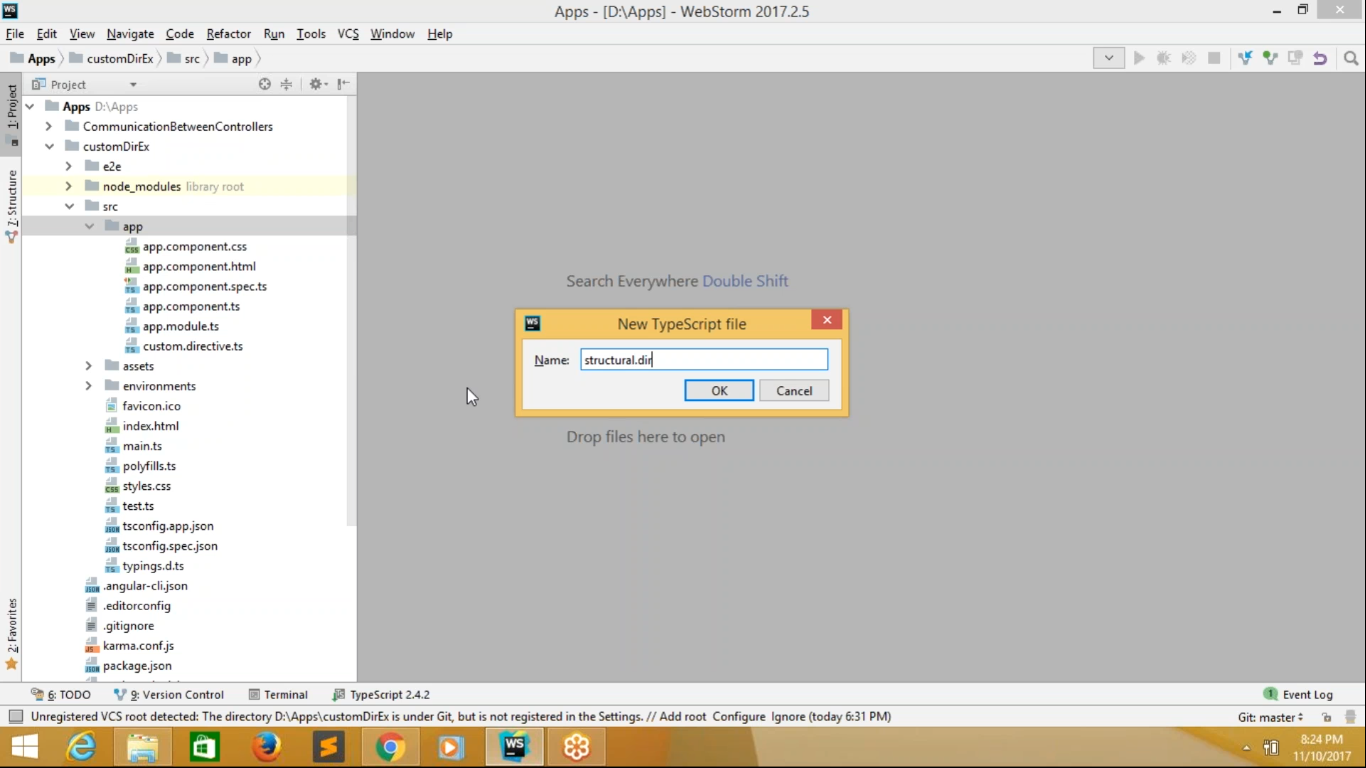 WS
Apps - [D:\Apps] - WebStorm 2017.2.5
File Edit View Navigate Code Refactor Run Tools VCS Window Help
Apps customDirEx src app
1: Project
Z: Structure
2: Favorites
Project
Apps D:\Apps
CommunicationBetweenControllers
customDirEx
e2e
node_modules library root
src
app
app.component.css
app.component.html
app.component.spec.ts
app.component.ts
app.module.ts
custom.directive.ts
assets
environments
favicon.ico
index.html
main.ts
polyfills.ts
styles.css
test.ts
tsconfig.app.json
tsconfig.spec.json
typings.d.ts
.angular-cli.json
.editorconfig
.gitignore
karma.conf.js
package.json
Search Everywhere Double Shift
WS New TypeScript file
Name: structural.dir
OK Cancel
Drop files here to open
6: TODO 9: Version Control Terminal TypeScript 2.4.2 1 Event Log
Unregistered VCS root detected: The directory D:\Apps\customDirEx is under Git, but is not registered in the Settings. // Add root Configure Ignore (today 6:31 PM) Git: master
WS
8:24 PM
11/10/2017